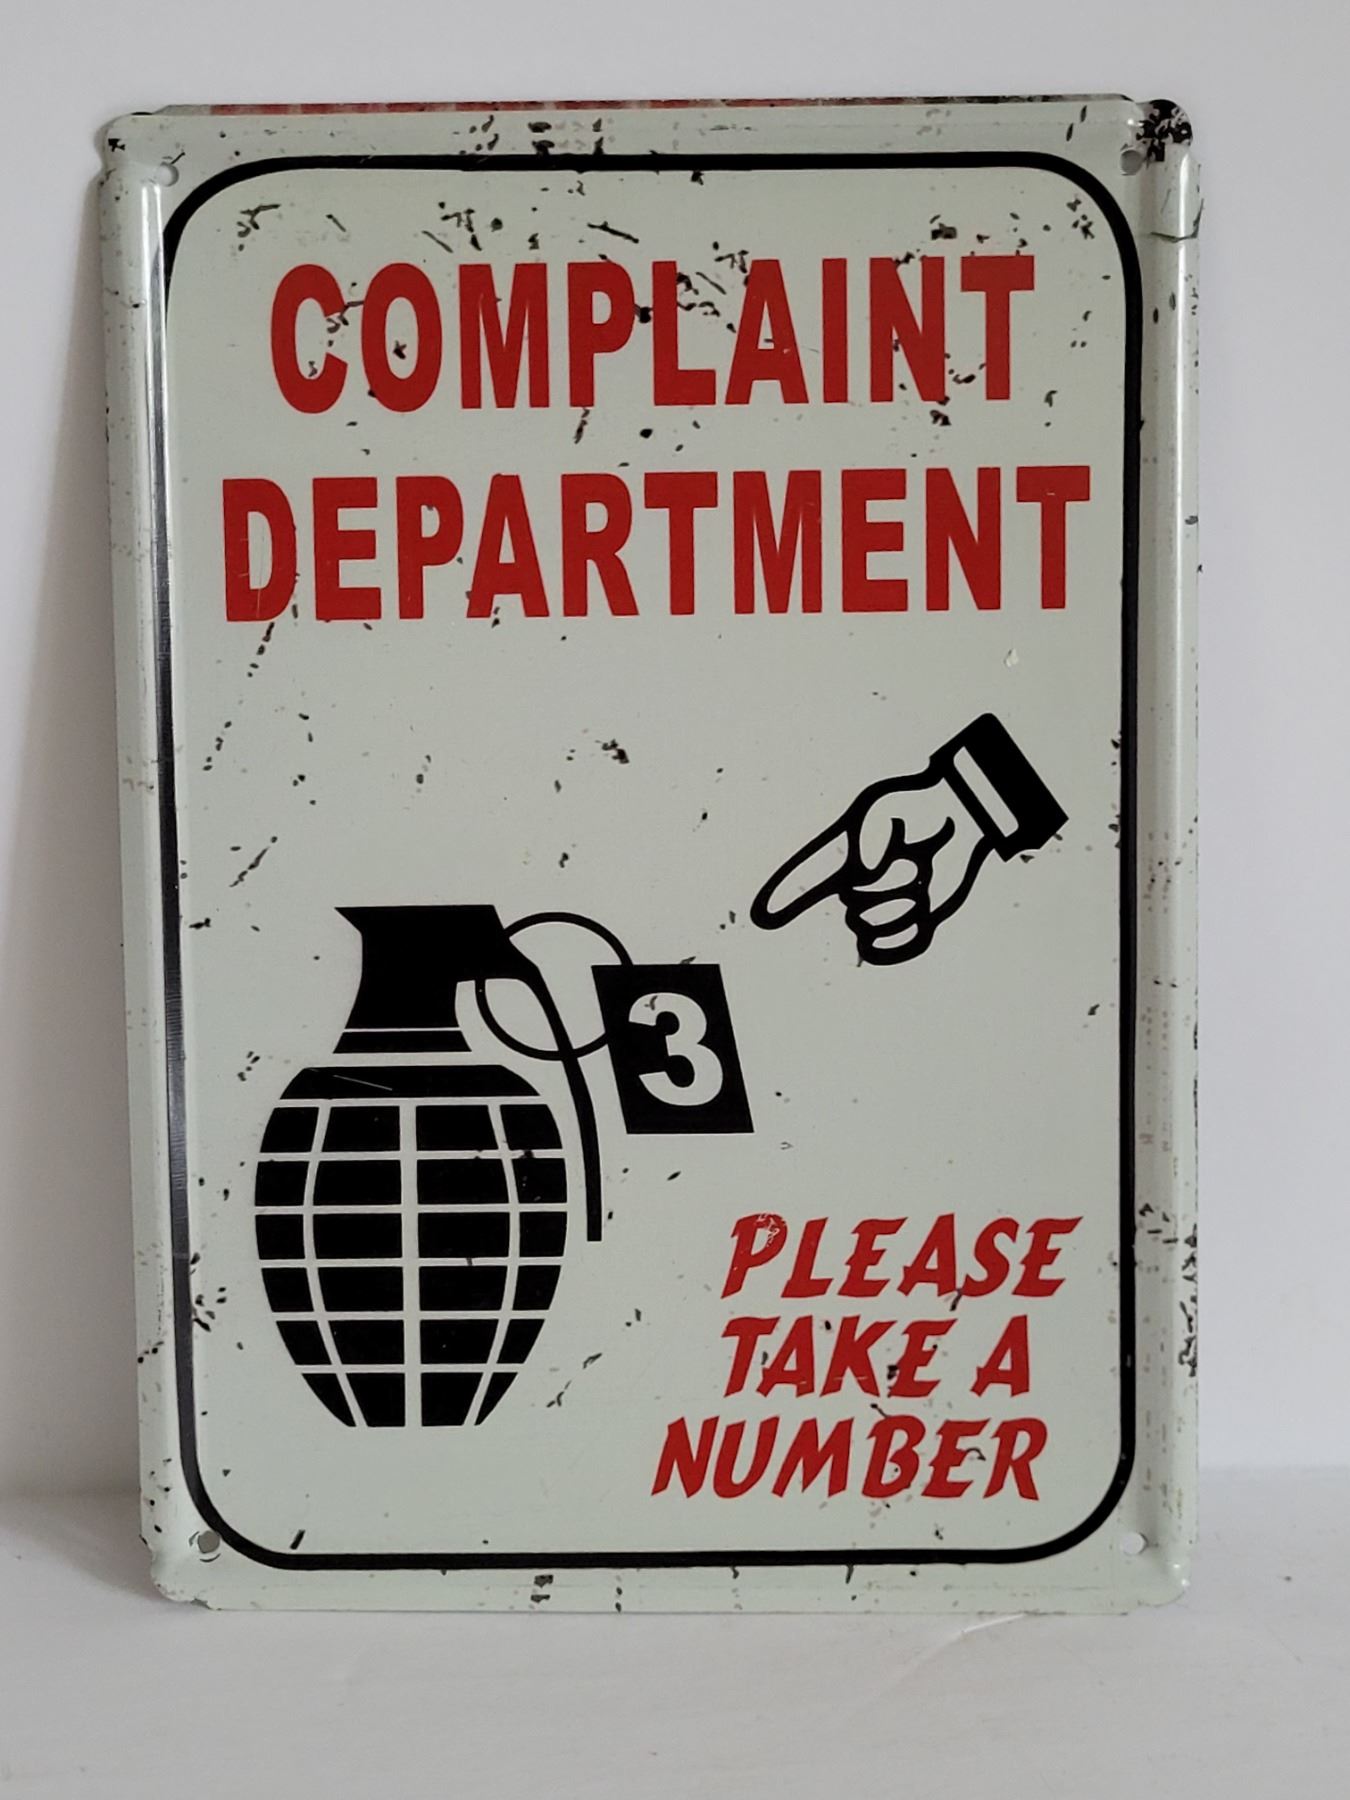 COMPLAINT
DEPARTMENT
3
PLEASE
TAKE A
NUMBER